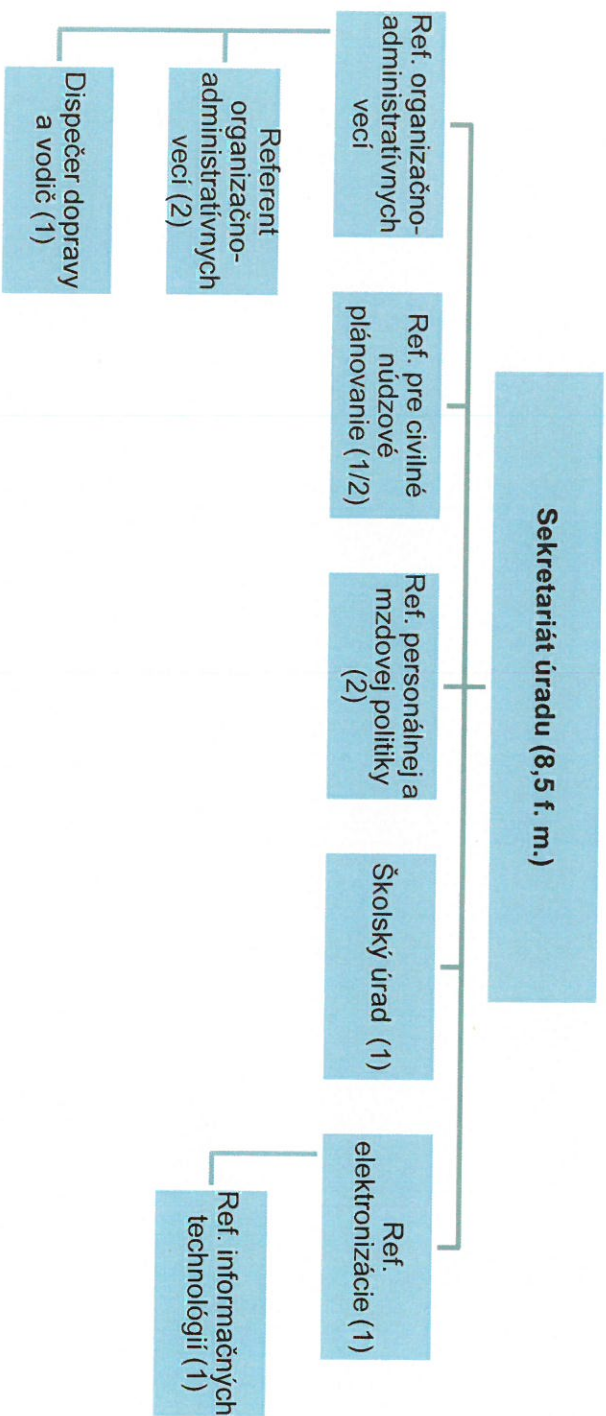 Sekretariát úradu (8,5 f. m.)
Ref. organizačno-
administratívnych
vecí
Referent
organizačno-
administratívnych
vecí (2)
Dispečer dopravy
a vodič (1)
Ref. pre civilné
núdzové
plánovanie (1/2)
Ref. personálnej a
mzdovej politiky
(2)
Školský úrad (1)
Ref.
elektronizácie (1)
Ref. informačných
technológií (1)